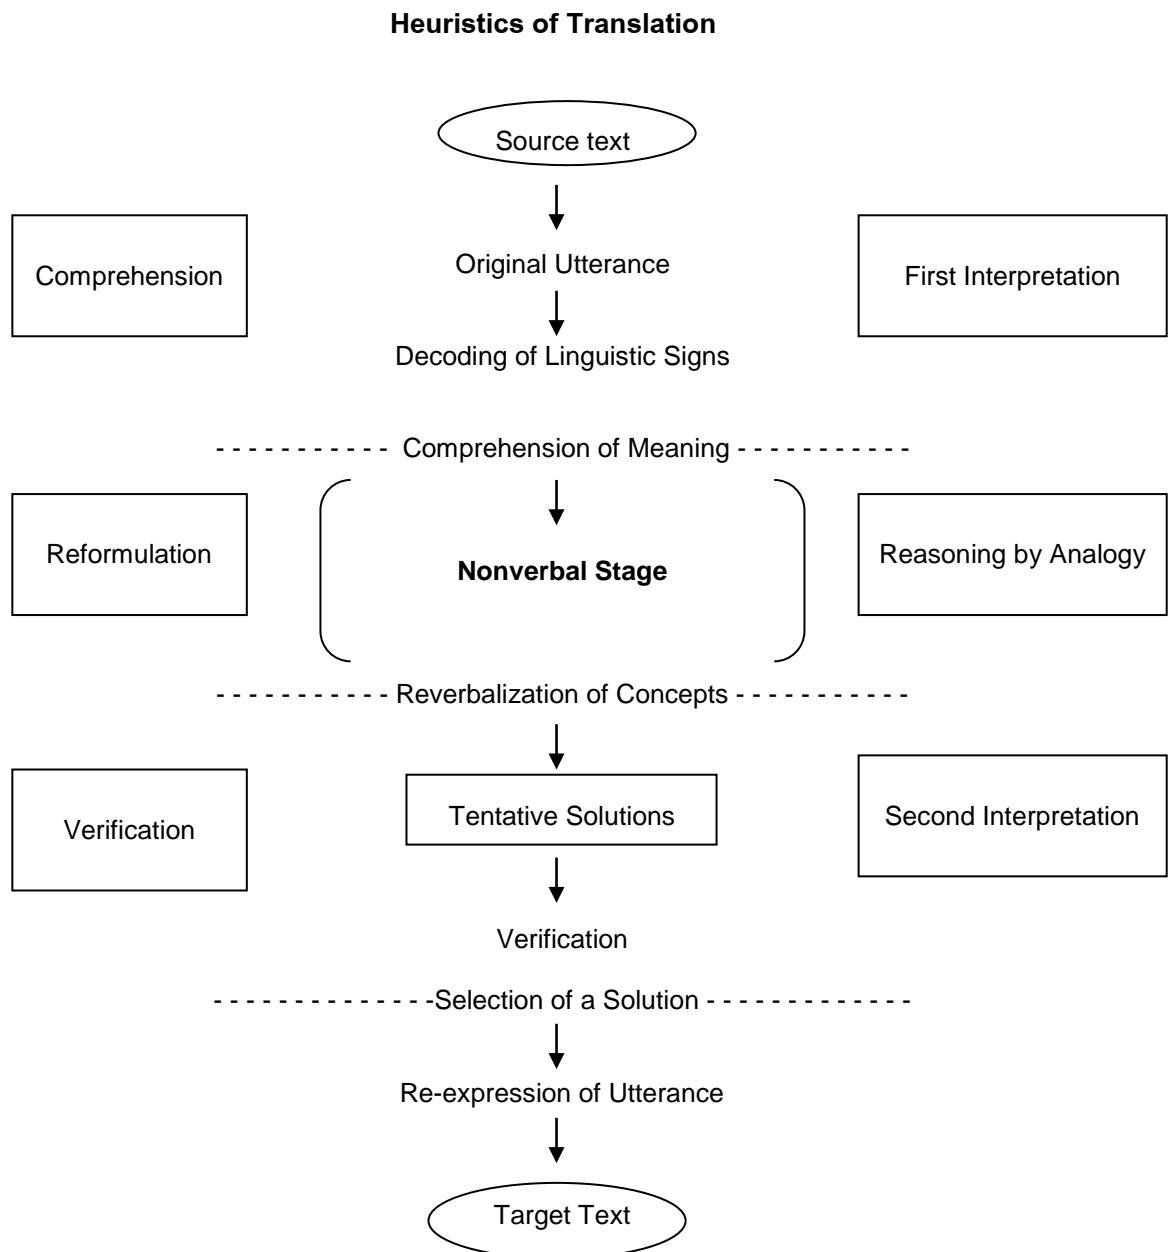 Heuristics of Translation
Source text
Comprehension
Original Utterance
First Interpretation
Decoding of Linguistic Signs
- - - - - - - - - - - Comprehension of Meaning - - - - - - - - - - -
Reformulation
Nonverbal Stage
Reasoning by Analogy
- - - - - - - - - - - Reverbalization of Concepts - - - - - - - - - - -
Verification
Tentative Solutions
Second Interpretation
Verification
- - - - - - - - - - - - - -Selection of a Solution - - - - - - - - - - - - -
Re-expression of Utterance
Target Text